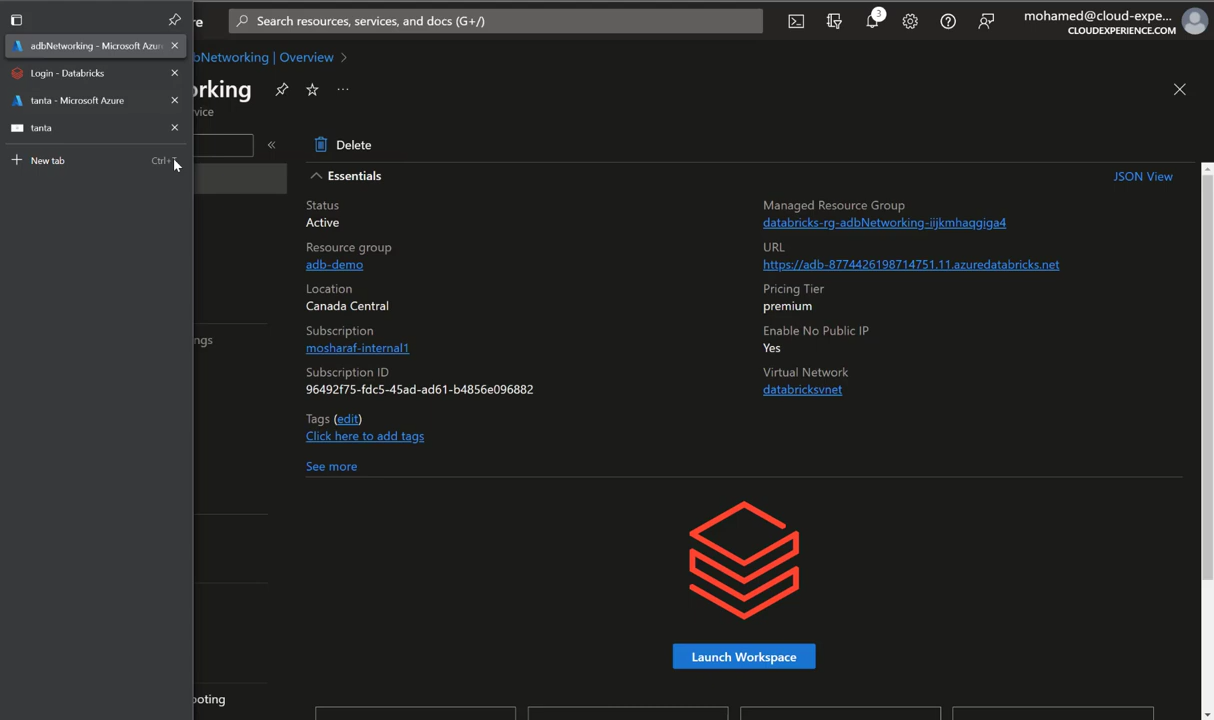 re
Search resources, services, and docs (G+/)
3
mohamed@cloud-expe...
CLOUDEXPERIENCE.COM
adbNetworking - Microsoft Azur
Login - Databricks
tanta - Microsoft Azure
tanta
New tab
Ctrl+T
bNetworking | Overview
orking
vice
Delete
Essentials
JSON View
Status
Active
Resource group
adb-demo
Location
Canada Central
Subscription
mosharaf-internal1
Subscription ID
96492f75-fdc5-45ad-ad61-b4856e096882
Tags (edit)
Click here to add tags
See more
Managed Resource Group
databricks-rg-adbNetworking-iijkmhaqgiga4
URL
https://adb-8774426198714751.11.azuredatabricks.net
Pricing Tier
premium
Enable No Public IP
Yes
Virtual Network
databricksvnet
ngs
Launch Workspace
ooting